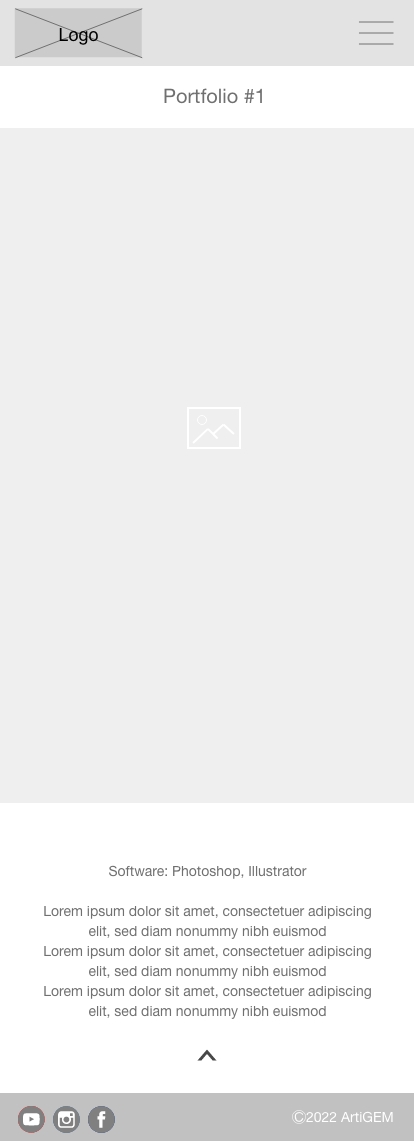 Logo
Portfolio #1
Software: Photoshop, Illustrator
Lorem ipsum dolor sit amet, consectetuer adipiscing
elit, sed diam nonummy nibh euismod
Lorem ipsum dolor sit amet, consectetuer adipiscing
elit, sed diam nonummy nibh euismod
Lorem ipsum dolor sit amet, consectetuer adipiscing
elit, sed diam nonummy nibh euismod
©2022 ArtiGEM